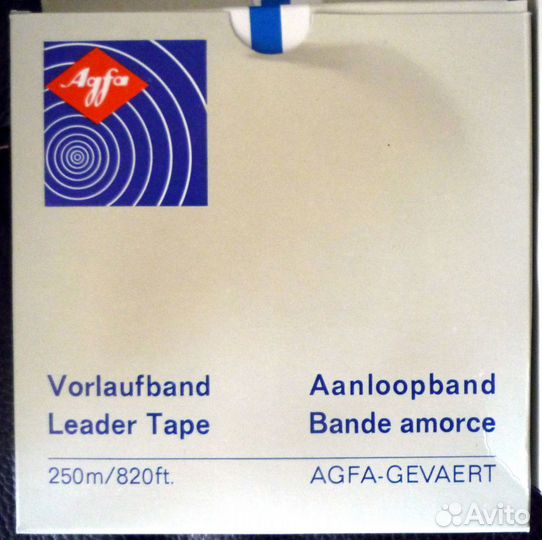 Agfa
Vorlaufband
Leader Tape
Aanloopband
Bande amorce
250m/820ft.
AGFA-GEVAERT
Avito